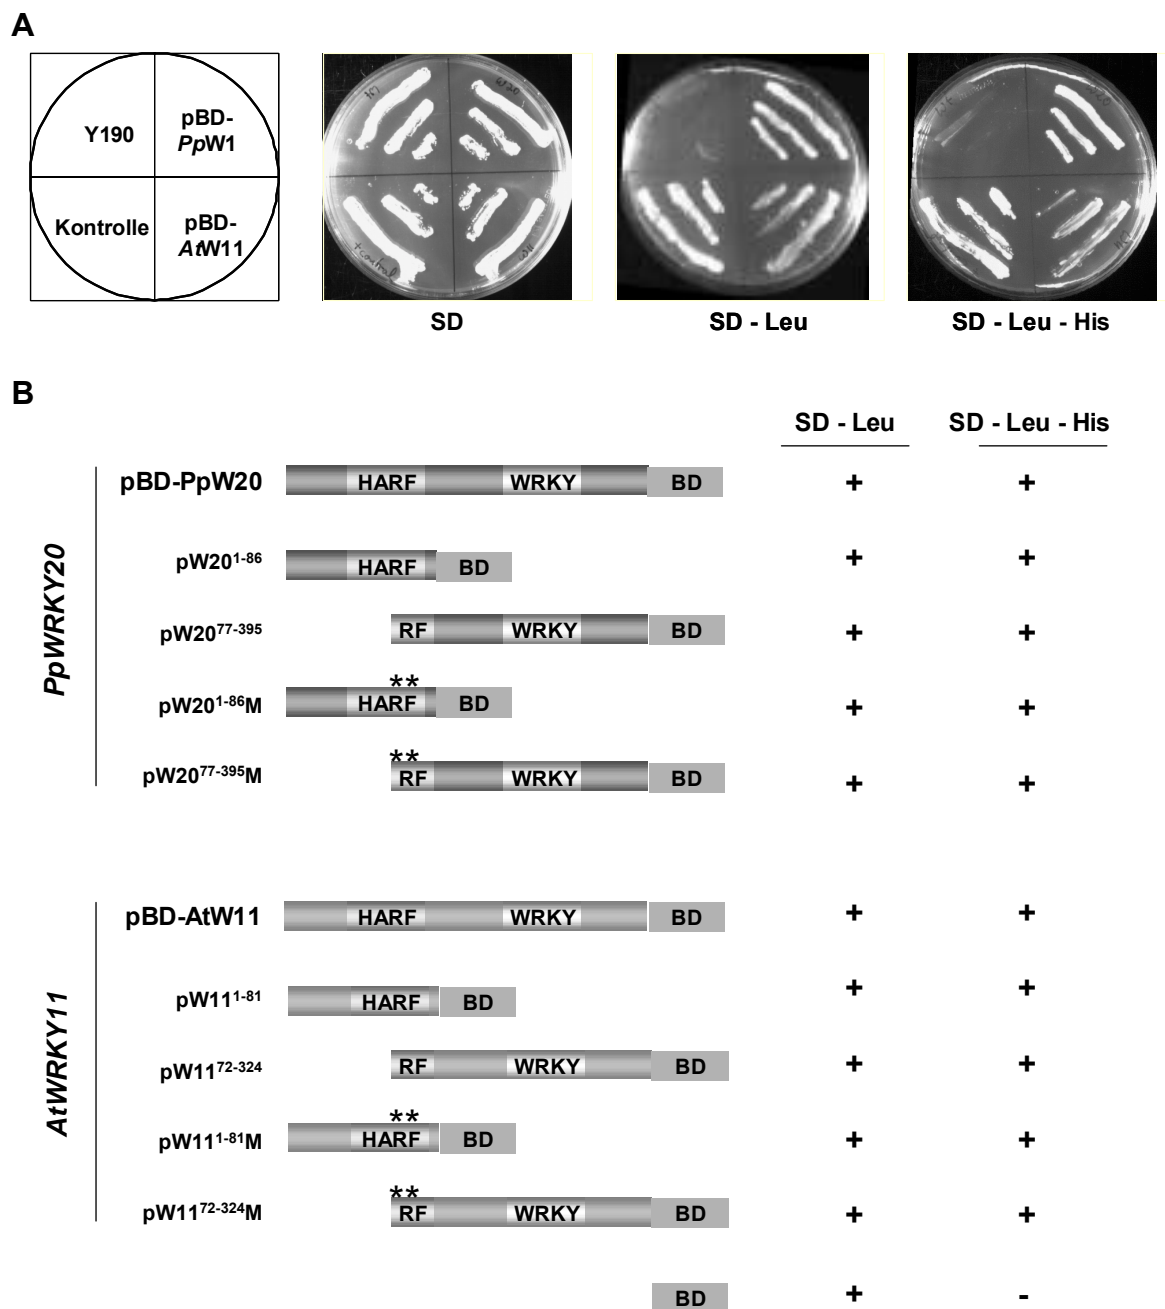 A
Y190
pBD-
PpW1
Kontrolle
pBD-
AtW11
+control
SD
SD - Leu
SD - Leu - His
B
SD - Leu
SD - Leu - His
PpWRKY20
pBD-PpW20
HARF
WRKY
BD
+
+
pW20¹⁻⁸⁶
HARF
BD
+
+
pW20⁷⁷⁻³⁹⁵
RF
WRKY
BD
+
+
**
pW20¹⁻⁸⁶M
HARF
BD
+
+
**
pW20⁷⁷⁻³⁹⁵M
RF
WRKY
BD
+
+
AtWRKY11
pBD-AtW11
HARF
WRKY
BD
+
+
pW11¹⁻⁸¹
HARF
BD
+
+
pW11⁷²⁻³²⁴
RF
WRKY
BD
+
+
**
pW11¹⁻⁸¹M
HARF
BD
+
+
**
pW11⁷²⁻³²⁴M
RF
WRKY
BD
+
+
BD
+
-